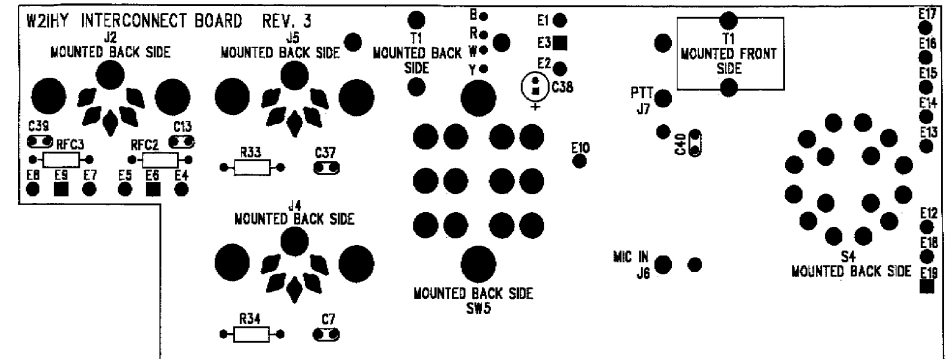 W2IHY INTERCONNECT BOARD REV. 3
J2
MOUNTED BACK SIDE
J5
MOUNTED BACK SIDE
T1
MOUNTED BACK
SIDE
B
R
W
Y
E1
E3
E2
C38
+
T1
MOUNTED FRONT
SIDE
PTT
J7
E17
E16
E15
E14
E13
C39
C13
RFC3
RFC2
E8
E9
E7
E5
E6
E4
R33
C37
E10
C40
J4
MOUNTED BACK SIDE
R34
C7
MOUNTED BACK SIDE
SW5
MIC IN
J6
S4
MOUNTED BACK SIDE
E12
E18
E19